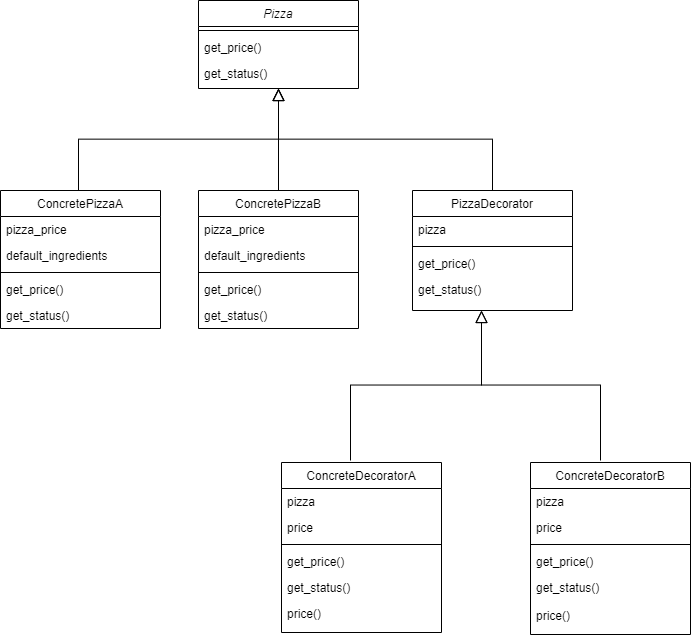 Pizza
get_price()
get_status()
ConcretePizzaA
pizza_price
default_ingredients
get_price()
get_status()
ConcretePizzaB
pizza_price
default_ingredients
get_price()
get_status()
PizzaDecorator
pizza
get_price()
get_status()
ConcreteDecoratorA
pizza
price
get_price()
get_status()
price()
ConcreteDecoratorB
pizza
price
get_price()
get_status()
price()